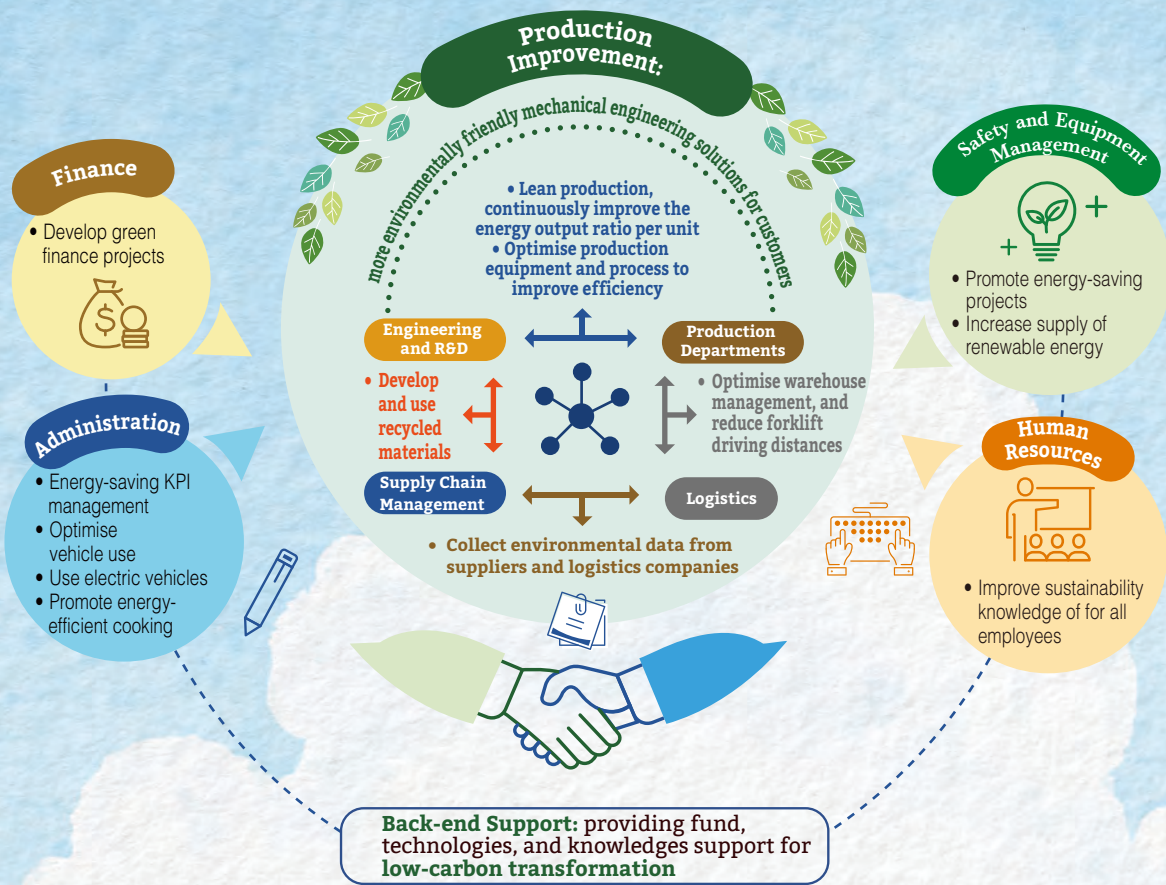 Production
Improvement:
more environmentally friendly mechanical engineering solutions for customers
• Lean production,
continuously improve the
energy output ratio per unit
• Optimise production
equipment and process to
improve efficiency
Engineering
and R&D
Production
Departments
• Develop
and use
recycled
materials
• Optimise warehouse
management, and
reduce forklift
driving distances
Supply Chain
Management
Logistics
• Collect environmental data from
suppliers and logistics companies
Finance
• Develop green
finance projects
$
Administration
• Energy-saving KPI
management
• Optimise
vehicle use
• Use electric vehicles
• Promote energy-
efficient cooking
Safety and Equipment
Management
• Promote energy-saving
projects
• Increase supply of
renewable energy
Human
Resources
• Improve sustainability
knowledge of for all
employees
Back-end Support: providing fund,
technologies, and knowledges support for
low-carbon transformation